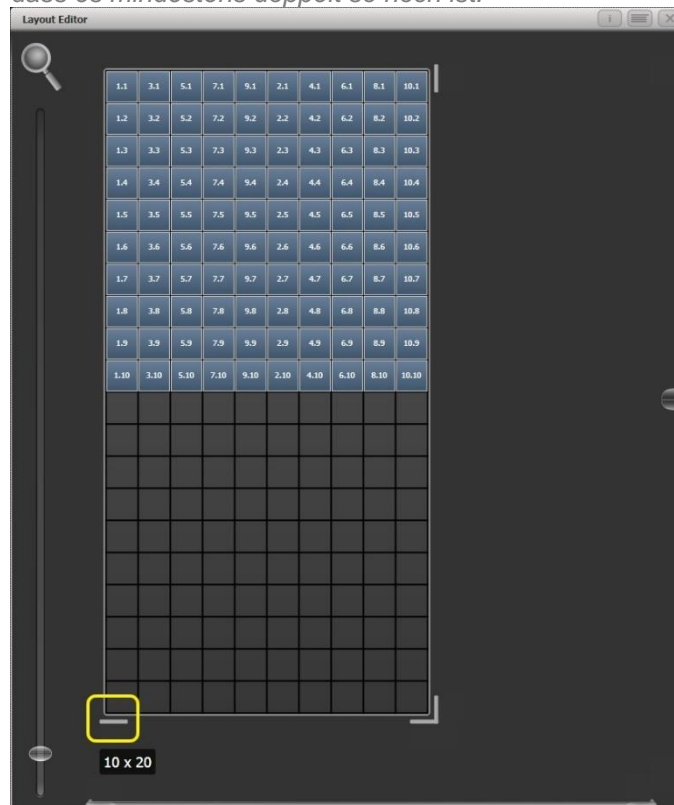 dass es mindestens doppelt so hoch ist.
Layout Editor
i
1.1 3.1 5.1 7.1 9.1 2.1 4.1 6.1 8.1 10.1
1.2 3.2 5.2 7.2 9.2 2.2 4.2 6.2 8.2 10.2
1.3 3.3 5.3 7.3 9.3 2.3 4.3 6.3 8.3 10.3
1.4 3.4 5.4 7.4 9.4 2.4 4.4 6.4 8.4 10.4
1.5 3.5 5.5 7.5 9.5 2.5 4.5 6.5 8.5 10.5
1.6 3.6 5.6 7.6 9.6 2.6 4.6 6.6 8.6 10.6
1.7 3.7 5.7 7.7 9.7 2.7 4.7 6.7 8.7 10.7
1.8 3.8 5.8 7.8 9.8 2.8 4.8 6.8 8.8 10.8
1.9 3.9 5.9 7.9 9.9 2.9 4.9 6.9 8.9 10.9
1.10 3.10 5.10 7.10 9.10 2.10 4.10 6.10 8.10 10.10
10 x 20